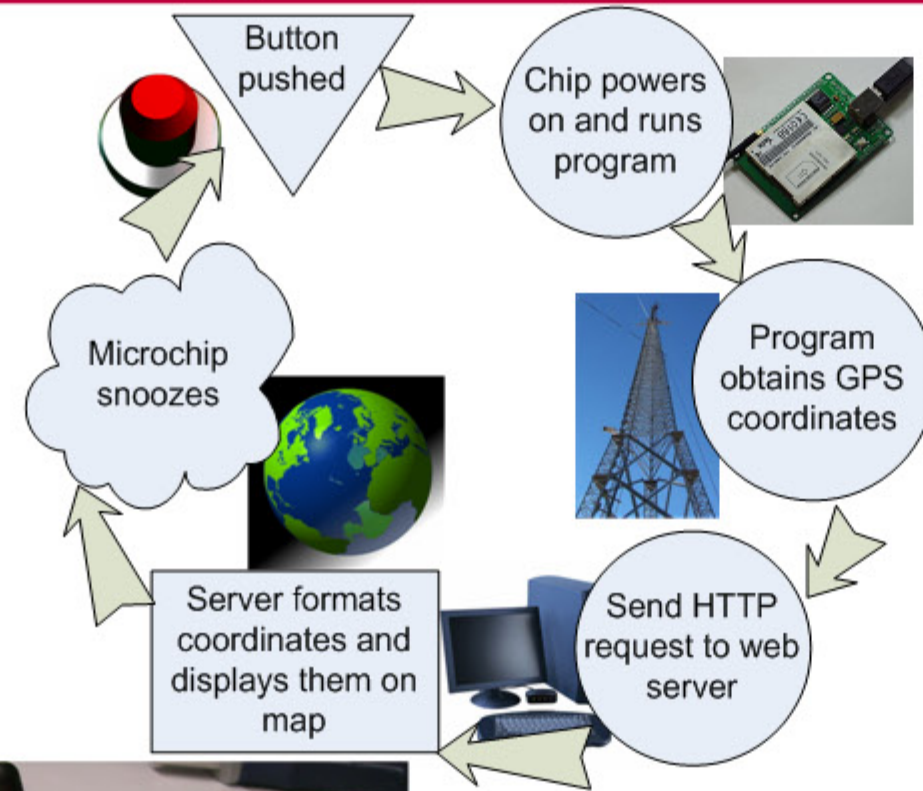 Button
pushed
Chip powers
on and runs
program
Program
obtains GPS
coordinates
Send HTTP
request to web
server
Server formats
coordinates and
displays them on
map
Microchip
snoozes